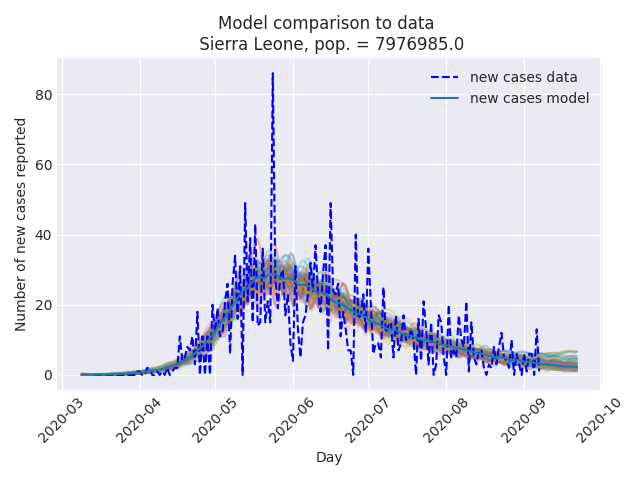 Model comparison to data
Sierra Leone, pop. = 7976985.0
new cases data
new cases model
Number of new cases reported
80
60
40
20
0
2020-03
2020-04
2020-05
2020-06
2020-07
2020-08
2020-09
2020-10
Day